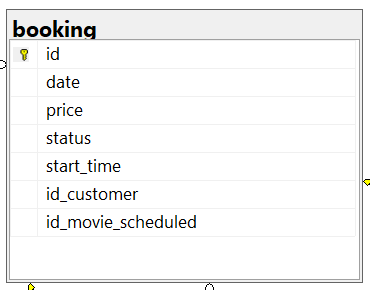 booking
id
date
price
status
start_time
id_customer
id_movie_scheduled